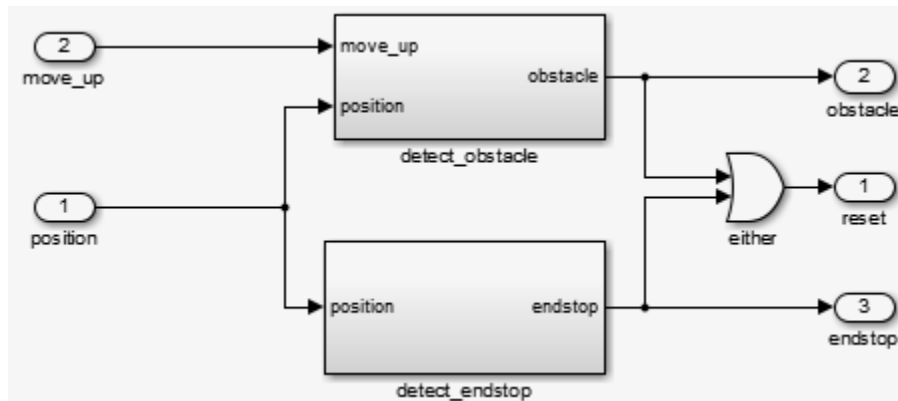 2
move_up
move_up
position
obstacle
detect_obstacle
2
obstacle
1
position
either
1
reset
position
endstop
detect_endstop
3
endstop